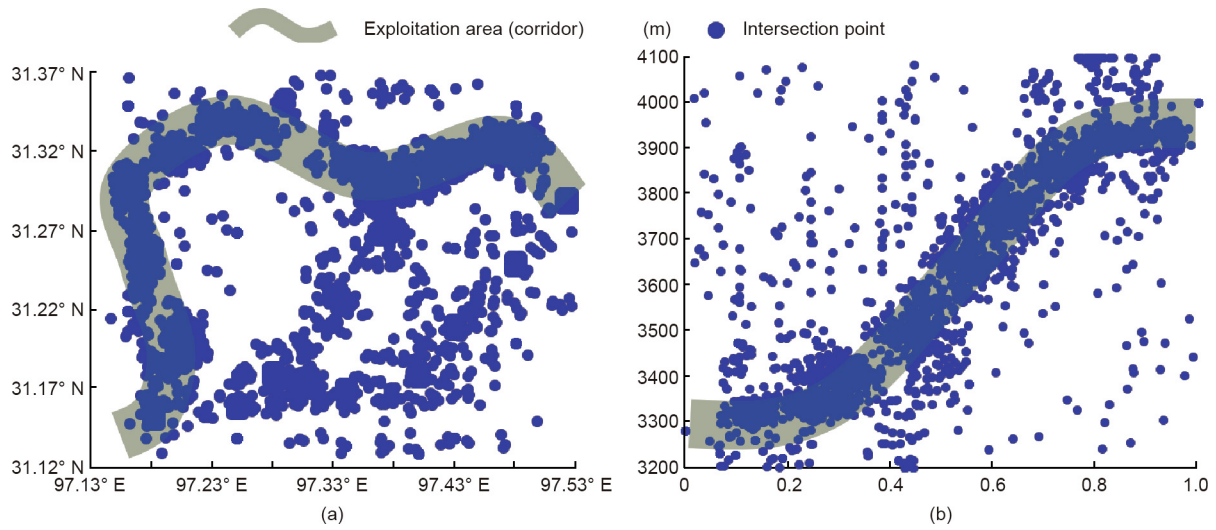 Exploitation area (corridor)
(m)
Intersection point
31.37° N
31.32° N
31.27° N
31.22° N
31.17° N
31.12° N
97.13° E
97.23° E
97.33° E
97.43° E
97.53° E
(a)
4100
4000
3900
3800
3700
3600
3500
3400
3300
3200
0
0.2
0.4
0.6
0.8
1.0
(b)